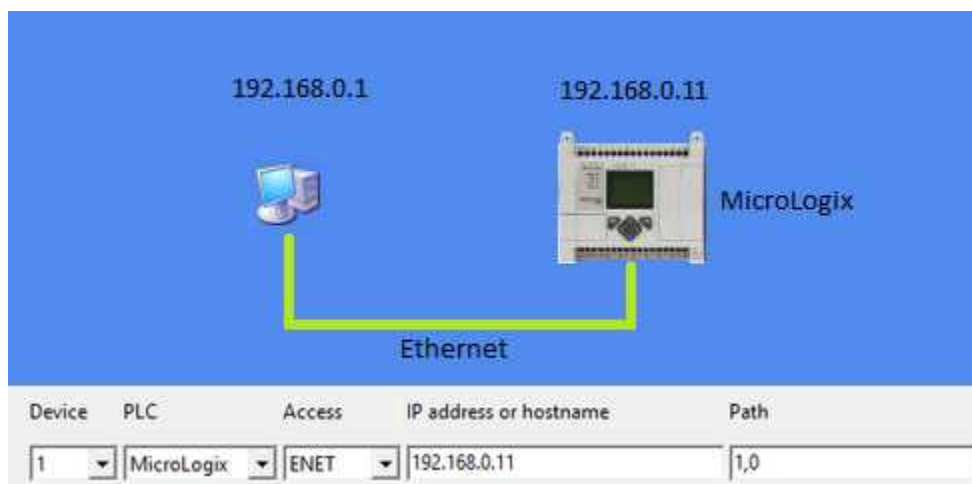 192.168.0.1 192.168.0.11
MicroLogix
Ethernet
Device PLC Access IP address or hostname Path
1 MicroLogix ENET 192.168.0.11 1,0